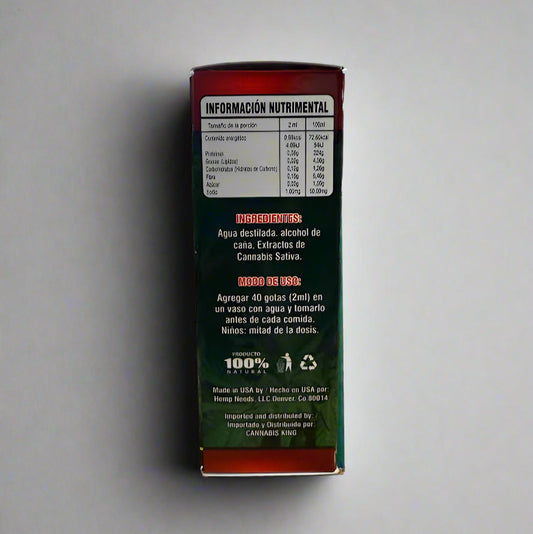 INFORMACIÓN NUTRIMENTAL
Tamaño de la porción 2 ml 100ml
Contenido energético 72.60kcal
Proteínas
Grasas (Lípidos)
Carbohidratos (Hidratos de Carbono)
Fibra
Azúcar
Sodio
INGREDIENTES:
Agua destilada, alcohol de
caña, Extractos de
Cannabis Sativa.
MODO DE USO:
Agregar 40 gotas (2ml) en
un vaso con agua y tomarlo
antes de cada comida.
Niños: mitad de la dosis.
PRODUCTO
100%
NATURAL
Made in USA by / Hecho en USA por:
Hemp Needs, LLC Denver, Co 80014
Imported and distributed by: /
Importado y Distribuido por:
CANNABIS KING